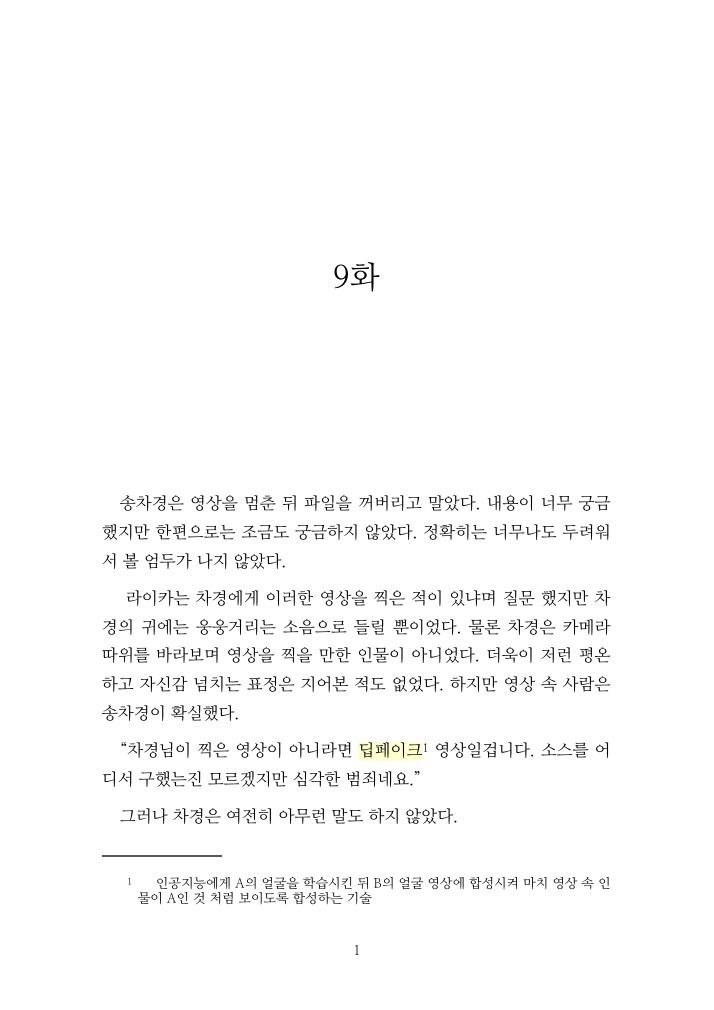 9화
송차경은 영상을 멈춘 뒤 파일을 꺼버리고 말았다. 내용이 너무 궁금
했지만 한편으로는 조금도 궁금하지 않았다. 정확히는 너무나도 두려워
서 볼 엄두가 나지 않았다.
라이카는 차경에게 이러한 영상을 찍은 적이 있냐며 질문 했지만 차
경의 귀에는 웅웅거리는 소음으로 들릴 뿐이었다. 물론 차경은 카메라
따위를 바라보며 영상을 찍을 만한 인물이 아니었다. 더욱이 저런 평온
하고 자신감 넘치는 표정은 지어본 적도 없었다. 하지만 영상 속 사람은
송차경이 확실했다.
“차경님이 찍은 영상이 아니라면 딥페이크1 영상일겁니다. 소스를 어
디서 구했는진 모르겠지만 심각한 범죄네요.”
그러나 차경은 여전히 아무런 말도 하지 않았다.
1 인공지능에게 A의 얼굴을 학습시킨 뒤 B의 얼굴 영상에 합성시켜 마치 영상 속 인
물이 A인 것 처럼 보이도록 합성하는 기술
1